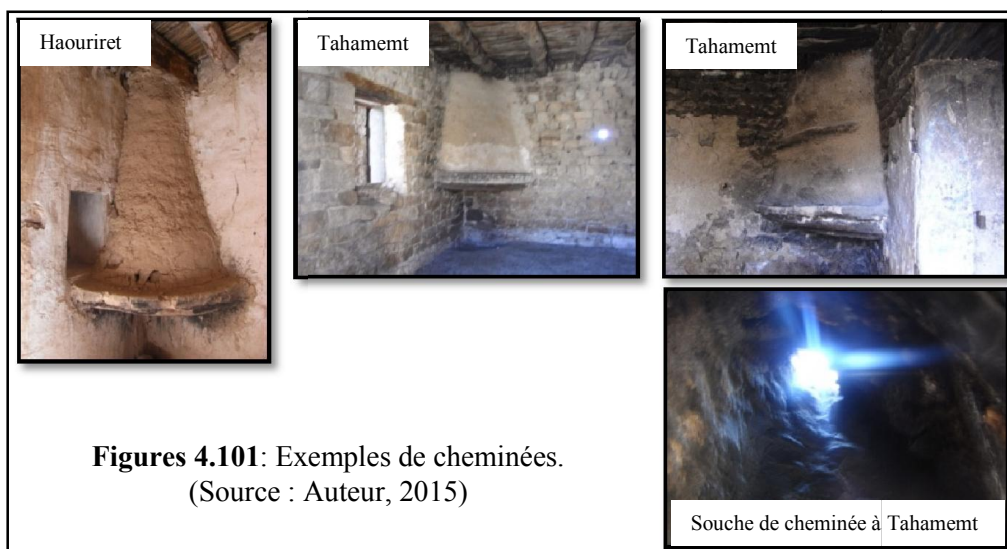 Haouriret
Tahamemt
Tahamemt
Figures 4.101: Exemples de cheminées.
(Source : Auteur, 2015)
Souche de cheminée à Tahamemt